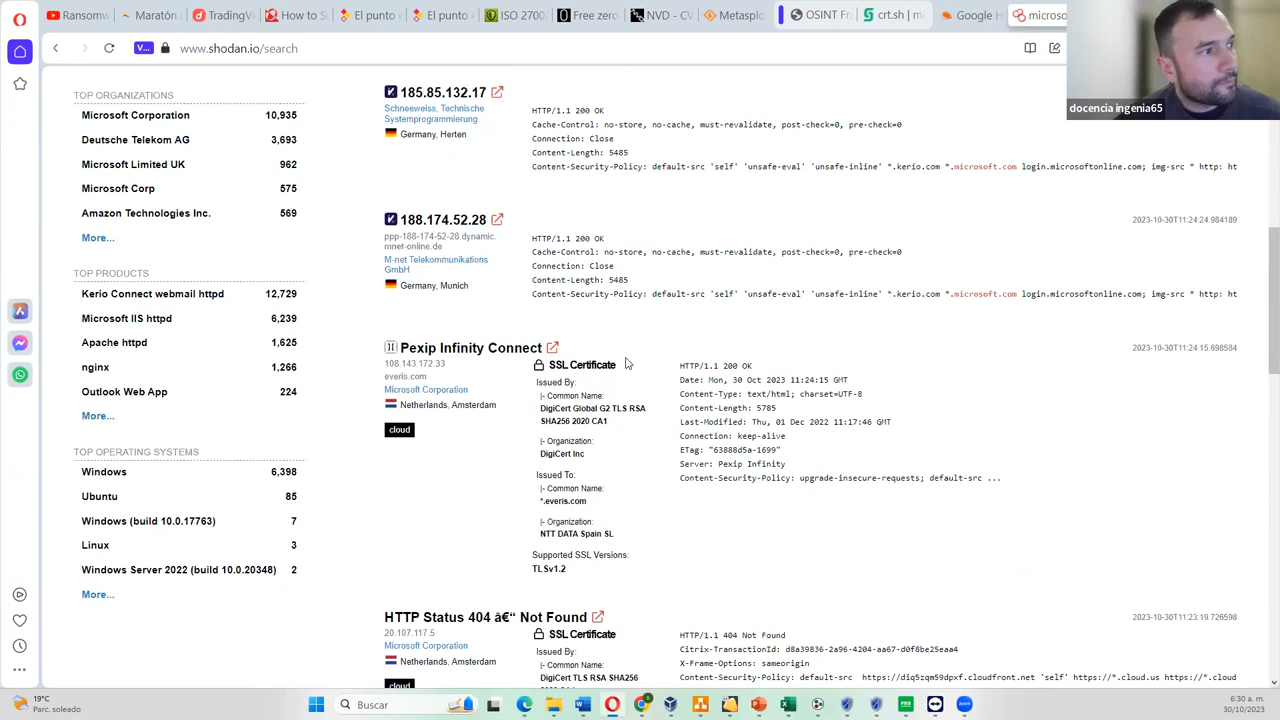 Ransomw
Maratón
TradingVi
How to S
El punto c
El punto c
ISO 2700
Free zero
NVD - CV
Metasplo
OSINT Fr
crt.sh | m
Google H
microso
V...
www.shodan.io/search
docencia ingenia65
TOP ORGANIZATIONS
Microsoft Corporation 10,935
Deutsche Telekom AG 3,693
Microsoft Limited UK 962
Microsoft Corp 575
Amazon Technologies Inc. 569
More...
TOP PRODUCTS
Kerio Connect webmail httpd 12,729
Microsoft IIS httpd 6,239
Apache httpd 1,625
nginx 1,266
Outlook Web App 224
More...
TOP OPERATING SYSTEMS
Windows 6,398
Ubuntu 85
Windows (build 10.0.17763) 7
Linux 3
Windows Server 2022 (build 10.0.20348) 2
More...
185.85.132.17
Schneeweiss, Technische
Systemprogrammierung
Germany, Herten
HTTP/1.1 200 OK
Cache-Control: no-store, no-cache, must-revalidate, post-check=0, pre-check=0
Connection: Close
Content-Length: 5485
Content-Security-Policy: default-src 'self' 'unsafe-eval' 'unsafe-inline' *.kerio.com *.microsoft.com login.microsoftonline.com; img-src * http: ht
188.174.52.28
2023-10-30T11:24:24.984189
ppp-188-174-52-28.dynamic.
mnet-online.de
M-net Telekommunikations
GmbH
Germany, Munich
HTTP/1.1 200 OK
Cache-Control: no-store, no-cache, must-revalidate, post-check=0, pre-check=0
Connection: Close
Content-Length: 5485
Content-Security-Policy: default-src 'self' 'unsafe-eval' 'unsafe-inline' *.kerio.com *.microsoft.com login.microsoftonline.com; img-src * http: ht
Pexip Infinity Connect
2023-10-30T11:24:15.698584
108.143.172.33
everis.com
Microsoft Corporation
Netherlands, Amsterdam
cloud
SSL Certificate
Issued By:
|- Common Name:
DigiCert Global G2 TLS RSA
SHA256 2020 CA1
|- Organization:
DigiCert Inc
Issued To:
|- Common Name:
*.everis.com
|- Organization:
NTT DATA Spain SL
Supported SSL Versions:
TLSv1.2
HTTP/1.1 200 OK
Date: Mon, 30 Oct 2023 11:24:15 GMT
Content-Type: text/html; charset=UTF-8
Content-Length: 5785
Last-Modified: Thu, 01 Dec 2022 11:17:46 GMT
Connection: keep-alive
ETag: "63888d5a-1699"
Server: Pexip Infinity
Content-Security-Policy: upgrade-insecure-requests; default-src ...
HTTP Status 404 â€“ Not Found
2023-10-30T11:23:19.726598
20.107.117.5
Microsoft Corporation
Netherlands, Amsterdam
cloud
SSL Certificate
Issued By:
|- Common Name:
DigiCert TLS RSA SHA256
HTTP/1.1 404 Not Found
Citrix-TransactionId: d8a39836-2a96-4204-aa67-d0f8be25eaa4
X-Frame-Options: sameorigin
Content-Security-Policy: default-src https://diq5zqm59dpxf.cloudfront.net 'self' http://*.cloud.us https://*.cloud
19°C
Parc. soleado
Buscar
6:30 a. m.
30/10/2023